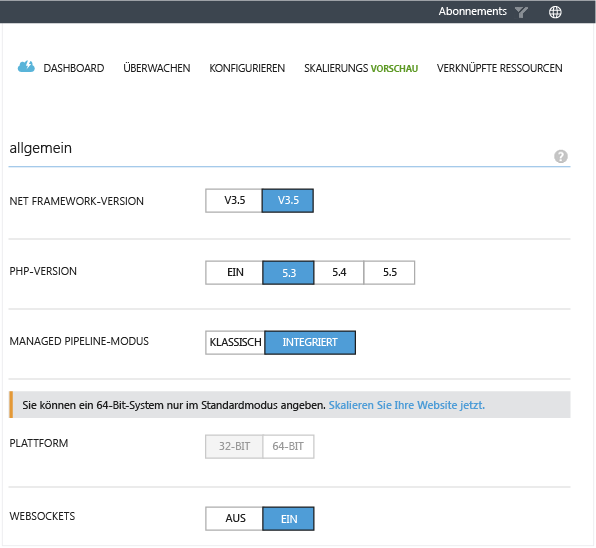 Abonnements
DASHBOARD ÜBERWACHEN KONFIGURIEREN SKALIERUNGS VORSCHAU VERKNÜPFTE RESSOURCEN
allgemein ?
NET FRAMEWORK-VERSION V3.5 V3.5
PHP-VERSION EIN 5.3 5.4 5.5
MANAGED PIPELINE-MODUS KLASSISCH INTEGRIERT
Sie können ein 64-Bit-System nur im Standardmodus angeben. Skalieren Sie Ihre Website jetzt.
PLATTFORM 32-BIT 64-BIT
WEBSOCKETS AUS EIN